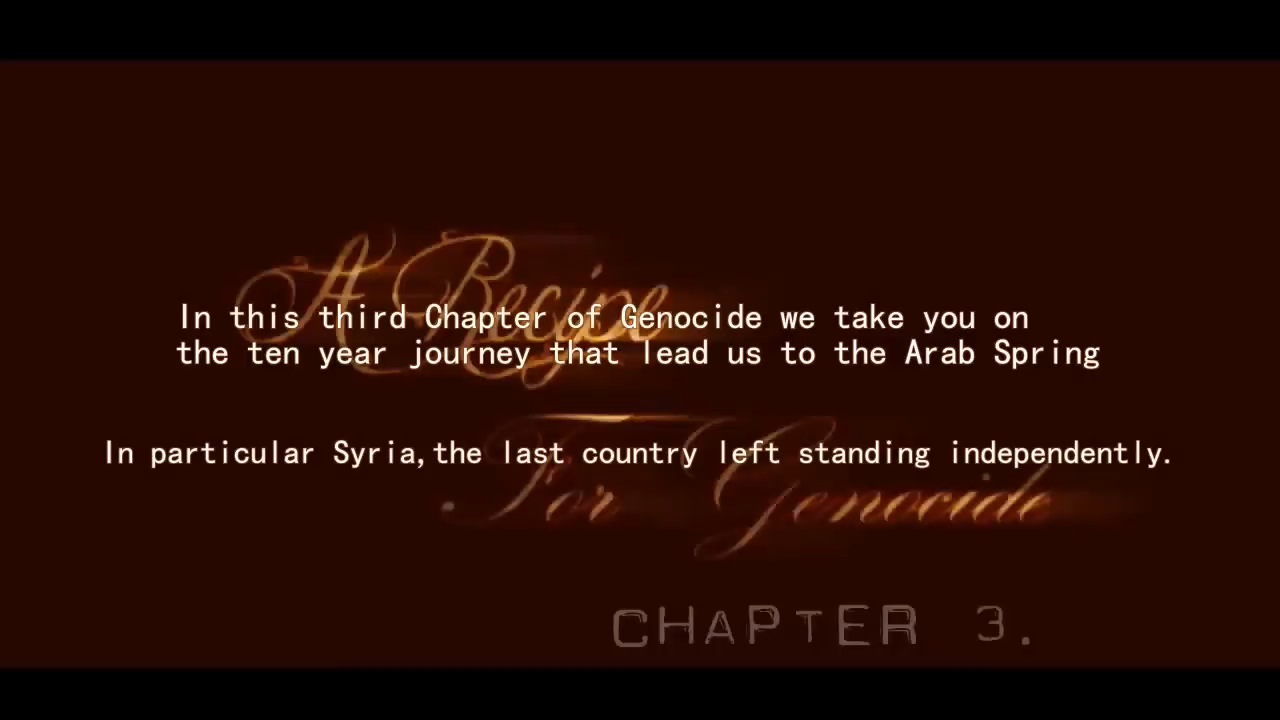 A Recipe
In this third Chapter of Genocide we take you on
the ten year journey that lead us to the Arab Spring
In particular Syria,the last country left standing independently.
For Genocide
CHAPTER 3.